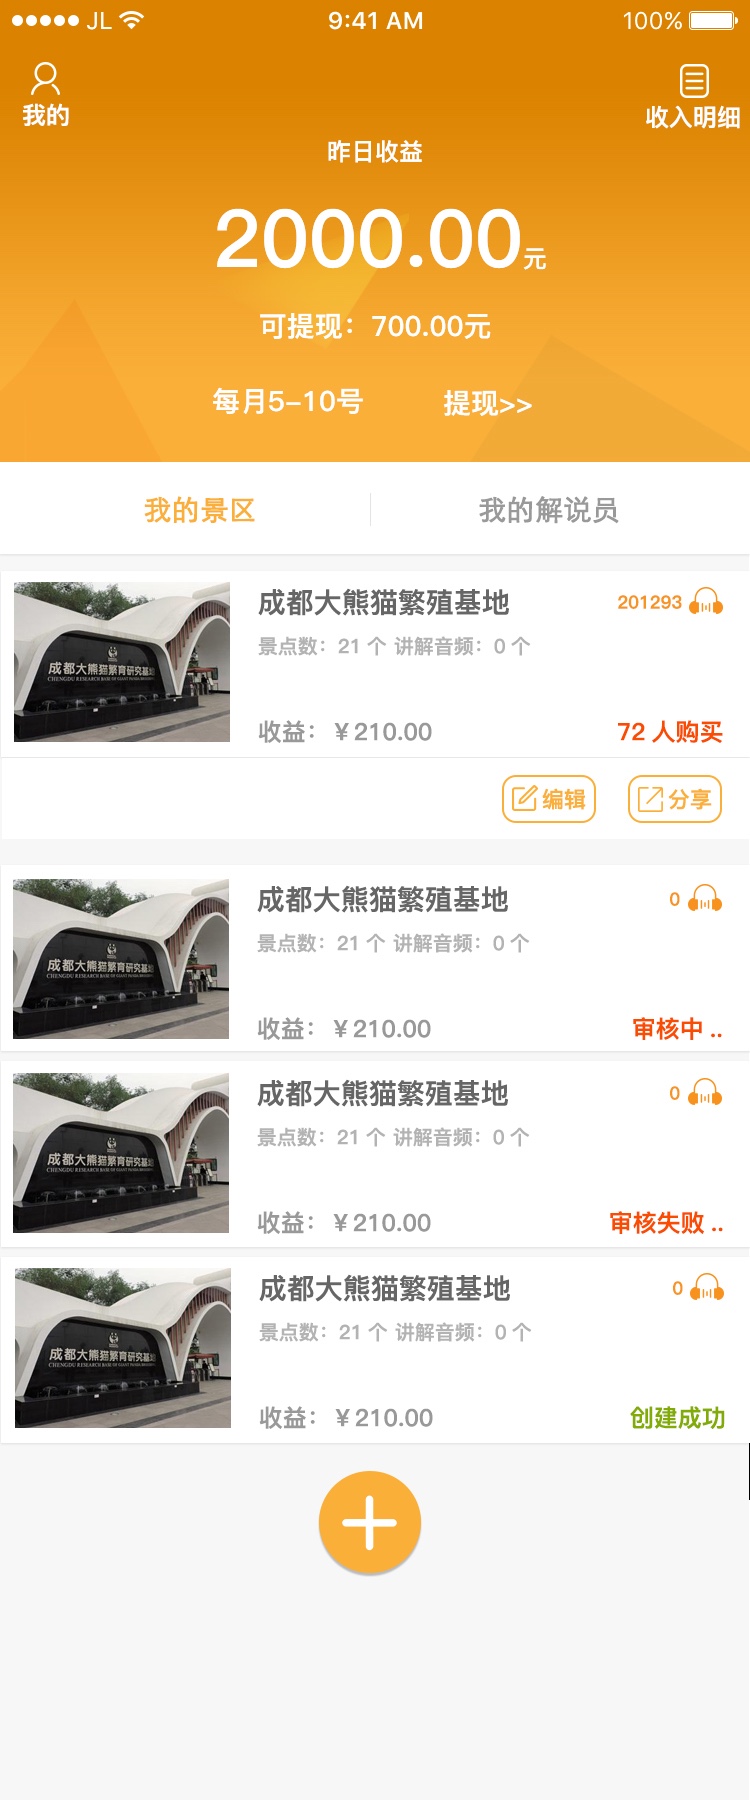 JL 9:41 AM 100%
我的
收入明细
昨日收益
2000.00元
可提现：700.00元
每月5-10号 提现>>
我的景区 我的解说员
成都大熊猫繁殖基地 201293
景点数：21 个 讲解音频：0 个
收益：￥210.00 72 人购买
成都大熊猫繁育研究基地
CHENGDU RESEARCH BASE OF GIANT PANDA BREEDING
编辑 分享
成都大熊猫繁殖基地 0
景点数：21 个 讲解音频：0 个
收益：￥210.00 审核中 ..
成都大熊猫繁育研究基地
CHENGDU RESEARCH BASE OF GIANT PANDA BREEDING
成都大熊猫繁殖基地 0
景点数：21 个 讲解音频：0 个
收益：￥210.00 审核失败 ..
成都大熊猫繁育研究基地
CHENGDU RESEARCH BASE OF GIANT PANDA BREEDING
成都大熊猫繁殖基地 0
景点数：21 个 讲解音频：0 个
收益：￥210.00 创建成功
成都大熊猫繁育研究基地
CHENGDU RESEARCH BASE OF GIANT PANDA BREEDING